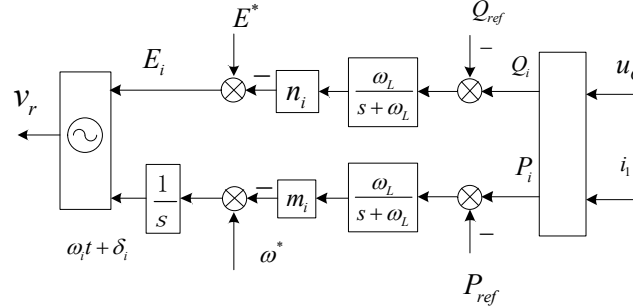 E* Q_ref
E_i − n_i ω_L / (s + ω_L) − Q_i u
v_r
1/s − m_i ω_L / (s + ω_L) P_i i_1
ω_i t + δ_i ω* − P_ref